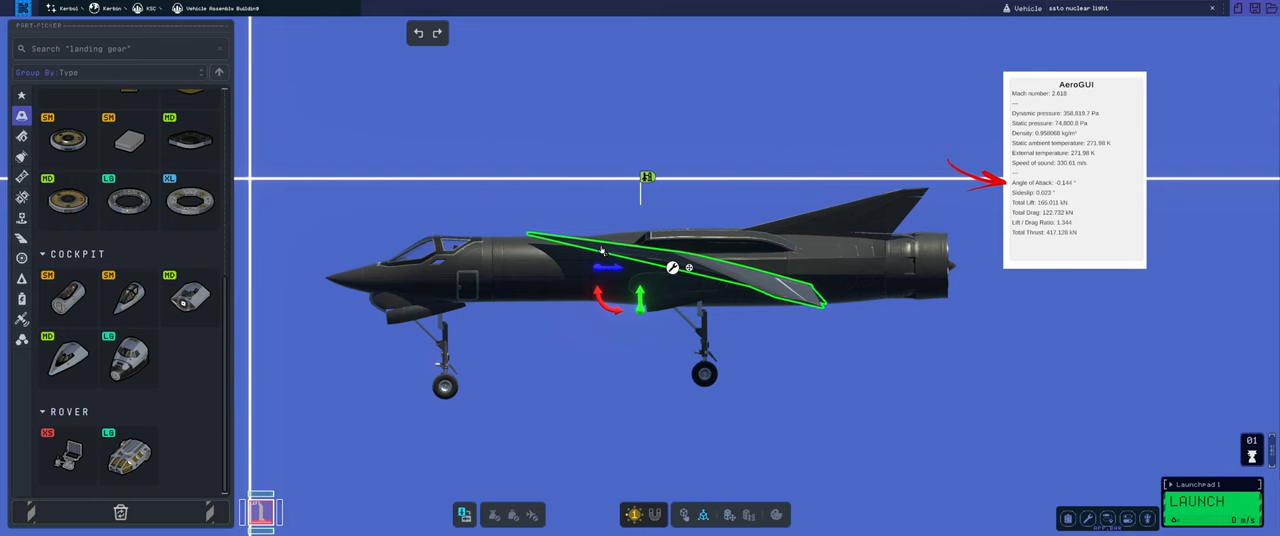 Kerbol
Kerbin
KSC
Vehicle Assembly Building
Vehicle
ssto nuclear light
PART-PICKER
Search "landing gear"
Group By: Type
SM
SM
MD
MD
LG
XL
COCKPIT
SM
SM
MD
MD
LG
ROVER
XS
LG
AeroGUI
Mach number: 2.618
---
Dynamic pressure: 358,819.7 Pa
Static pressure: 74,800.8 Pa
Density: 0.958068 kg/m³
Static ambient temperature: 271.98 K
External temperature: 271.98 K
Speed of sound: 330.61 m/s
---
Angle of Attack: -0.144 °
Sideslip: 0.023 °
Total Lift: 165.011 kN
Total Drag: 122.732 kN
Lift / Drag Ratio: 1.344
Total Thrust: 417.128 kN
01
Launchpad 1
LAUNCH
0 m/s
APP.BAR
1